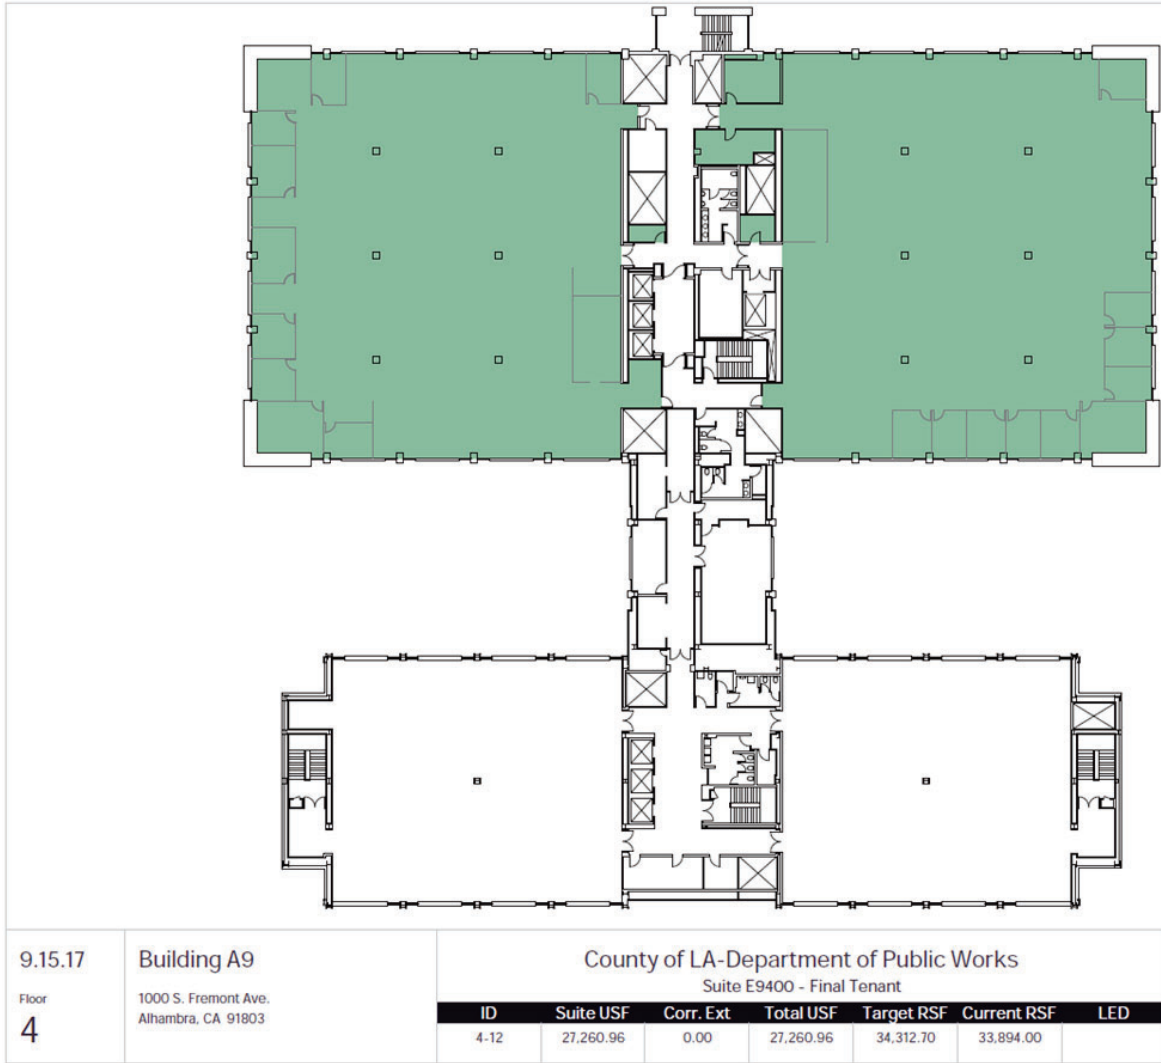 9.15.17
Floor
4
Building A9
1000 S. Fremont Ave.
Alhambra, CA 91803
County of LA-Department of Public Works
Suite E9400 - Final Tenant
ID Suite USF Corr. Ext Total USF Target RSF Current RSF LED
4-12 27,260.96 0.00 27,260.96 34,312.70 33,894.00